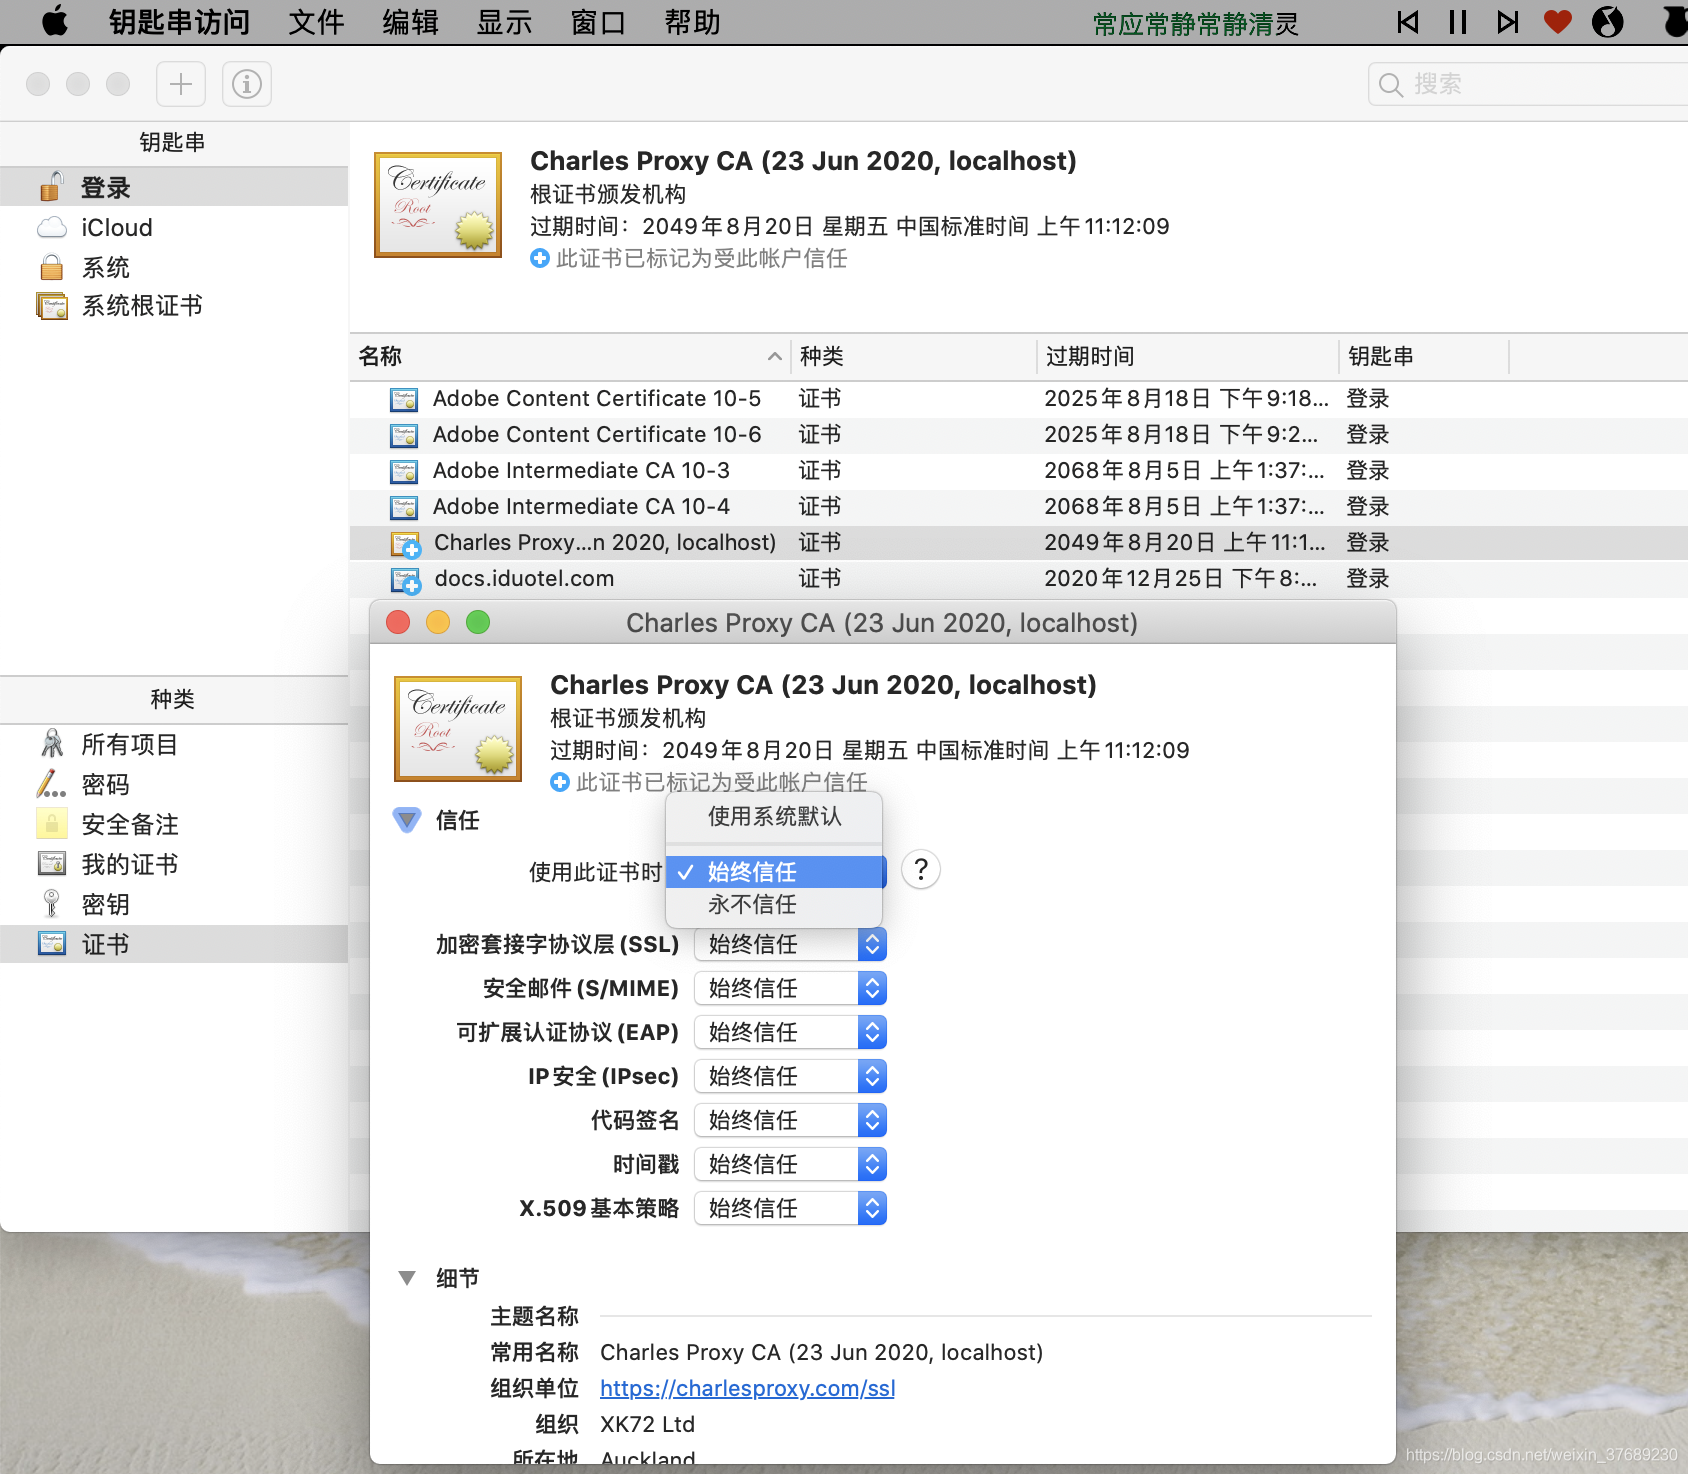 钥匙串访问 文件 编辑 显示 窗口 帮助 常应常静常静清灵
搜索
钥匙串
登录
iCloud
系统
系统根证书
Charles Proxy CA (23 Jun 2020, localhost)
根证书颁发机构
过期时间：2049年8月20日 星期五 中国标准时间 上午11:12:09
此证书已标记为受此帐户信任
名称 种类 过期时间 钥匙串
Adobe Content Certificate 10-5 证书 2025年8月18日 下午9:18... 登录
Adobe Content Certificate 10-6 证书 2025年8月18日 下午9:2... 登录
Adobe Intermediate CA 10-3 证书 2068年8月5日 上午1:37:... 登录
Adobe Intermediate CA 10-4 证书 2068年8月5日 上午1:37:... 登录
Charles Proxy...n 2020, localhost) 证书 2049年8月20日 上午11:1... 登录
docs.iduotel.com 证书 2020年12月25日 下午8:... 登录
种类
所有项目
密码
安全备注
我的证书
密钥
证书
Charles Proxy CA (23 Jun 2020, localhost)
Certificate
Root
Charles Proxy CA (23 Jun 2020, localhost)
根证书颁发机构
过期时间：2049年8月20日 星期五 中国标准时间 上午11:12:09
此证书已标记为受此帐户信任
信任
使用系统默认
使用此证书时 ✓ 始终信任 ?
永不信任
加密套接字协议层 (SSL) 始终信任
安全邮件 (S/MIME) 始终信任
可扩展认证协议 (EAP) 始终信任
IP 安全 (IPsec) 始终信任
代码签名 始终信任
时间戳 始终信任
X.509 基本策略 始终信任
细节
主题名称
常用名称 Charles Proxy CA (23 Jun 2020, localhost)
组织单位 https://charlesproxy.com/ssl
组织 XK72 Ltd
所在地 Auckland
https://blog.csdn.net/weixin_37689230